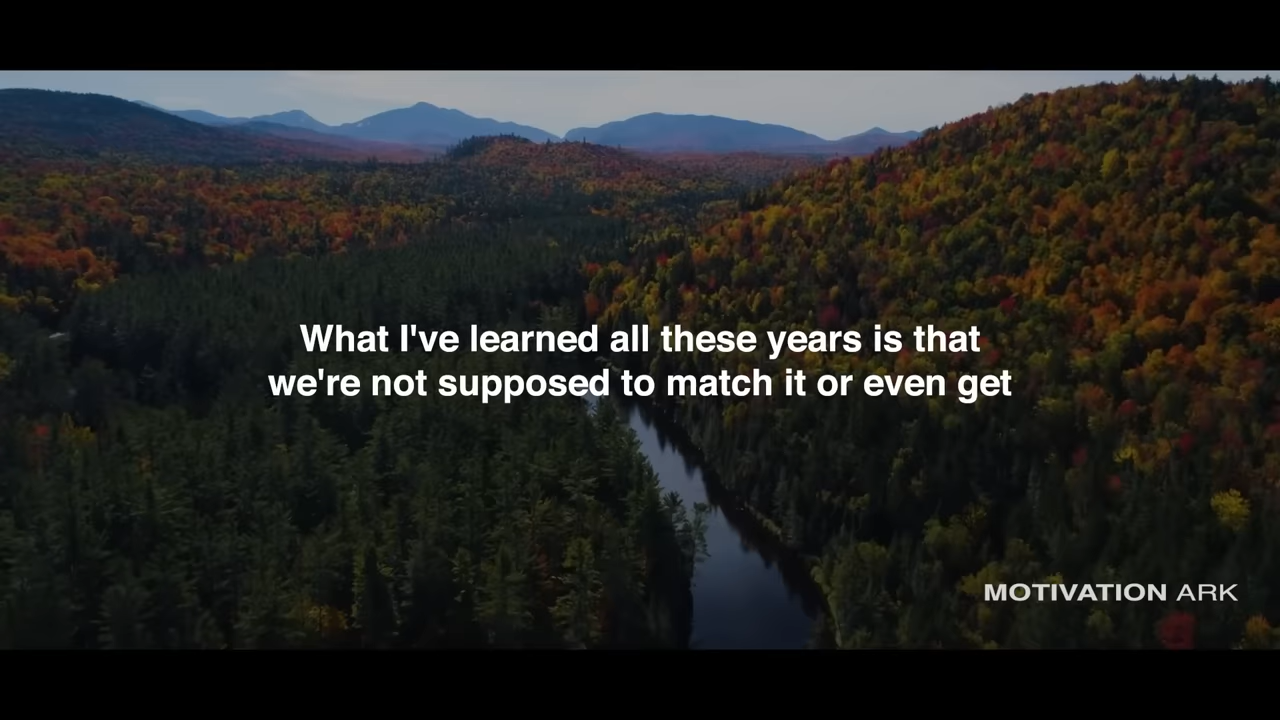 What I've learned all these years is that
we're not supposed to match it or even get
MOTIVATION ARK